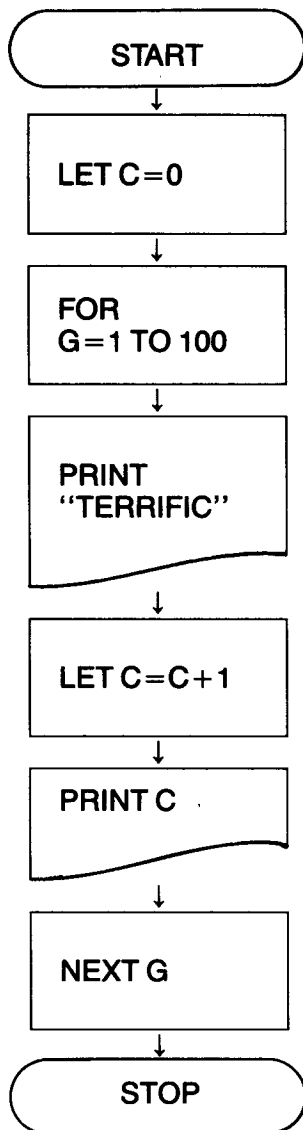 START
LET C=0
FOR
G=1 TO 100
PRINT
“TERRIFIC”
LET C=C+1
PRINT C
NEXT G
STOP